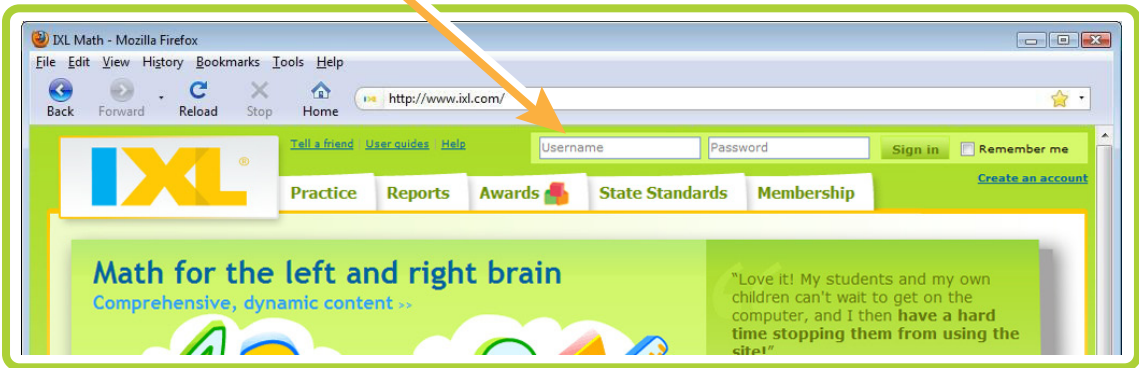 IXL Math - Mozilla Firefox
File Edit View History Bookmarks Tools Help
Back Forward Reload Stop Home http://www.ixl.com/
Tell a friend User guides Help Username Password Sign in Remember me
IXL ®
Create an account
Practice Reports Awards State Standards Membership
Math for the left and right brain
Comprehensive, dynamic content >>
"Love it! My students and my own
children can't wait to get on the
computer, and I then have a hard
time stopping them from using the
site!"